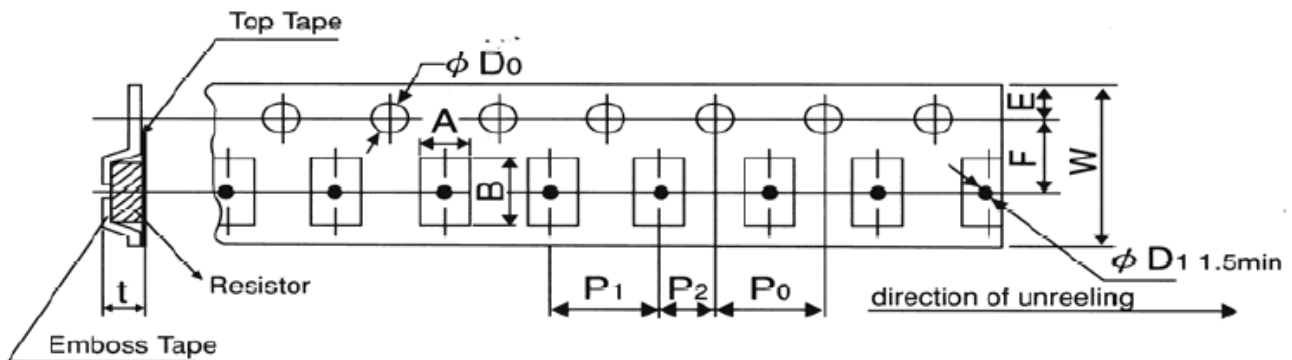 Top Tape
ϕ D0
A
E
F
W
B
Resistor
t
P1
P2
P0
ϕ D1 1.5min
direction of unreeling
Emboss Tape